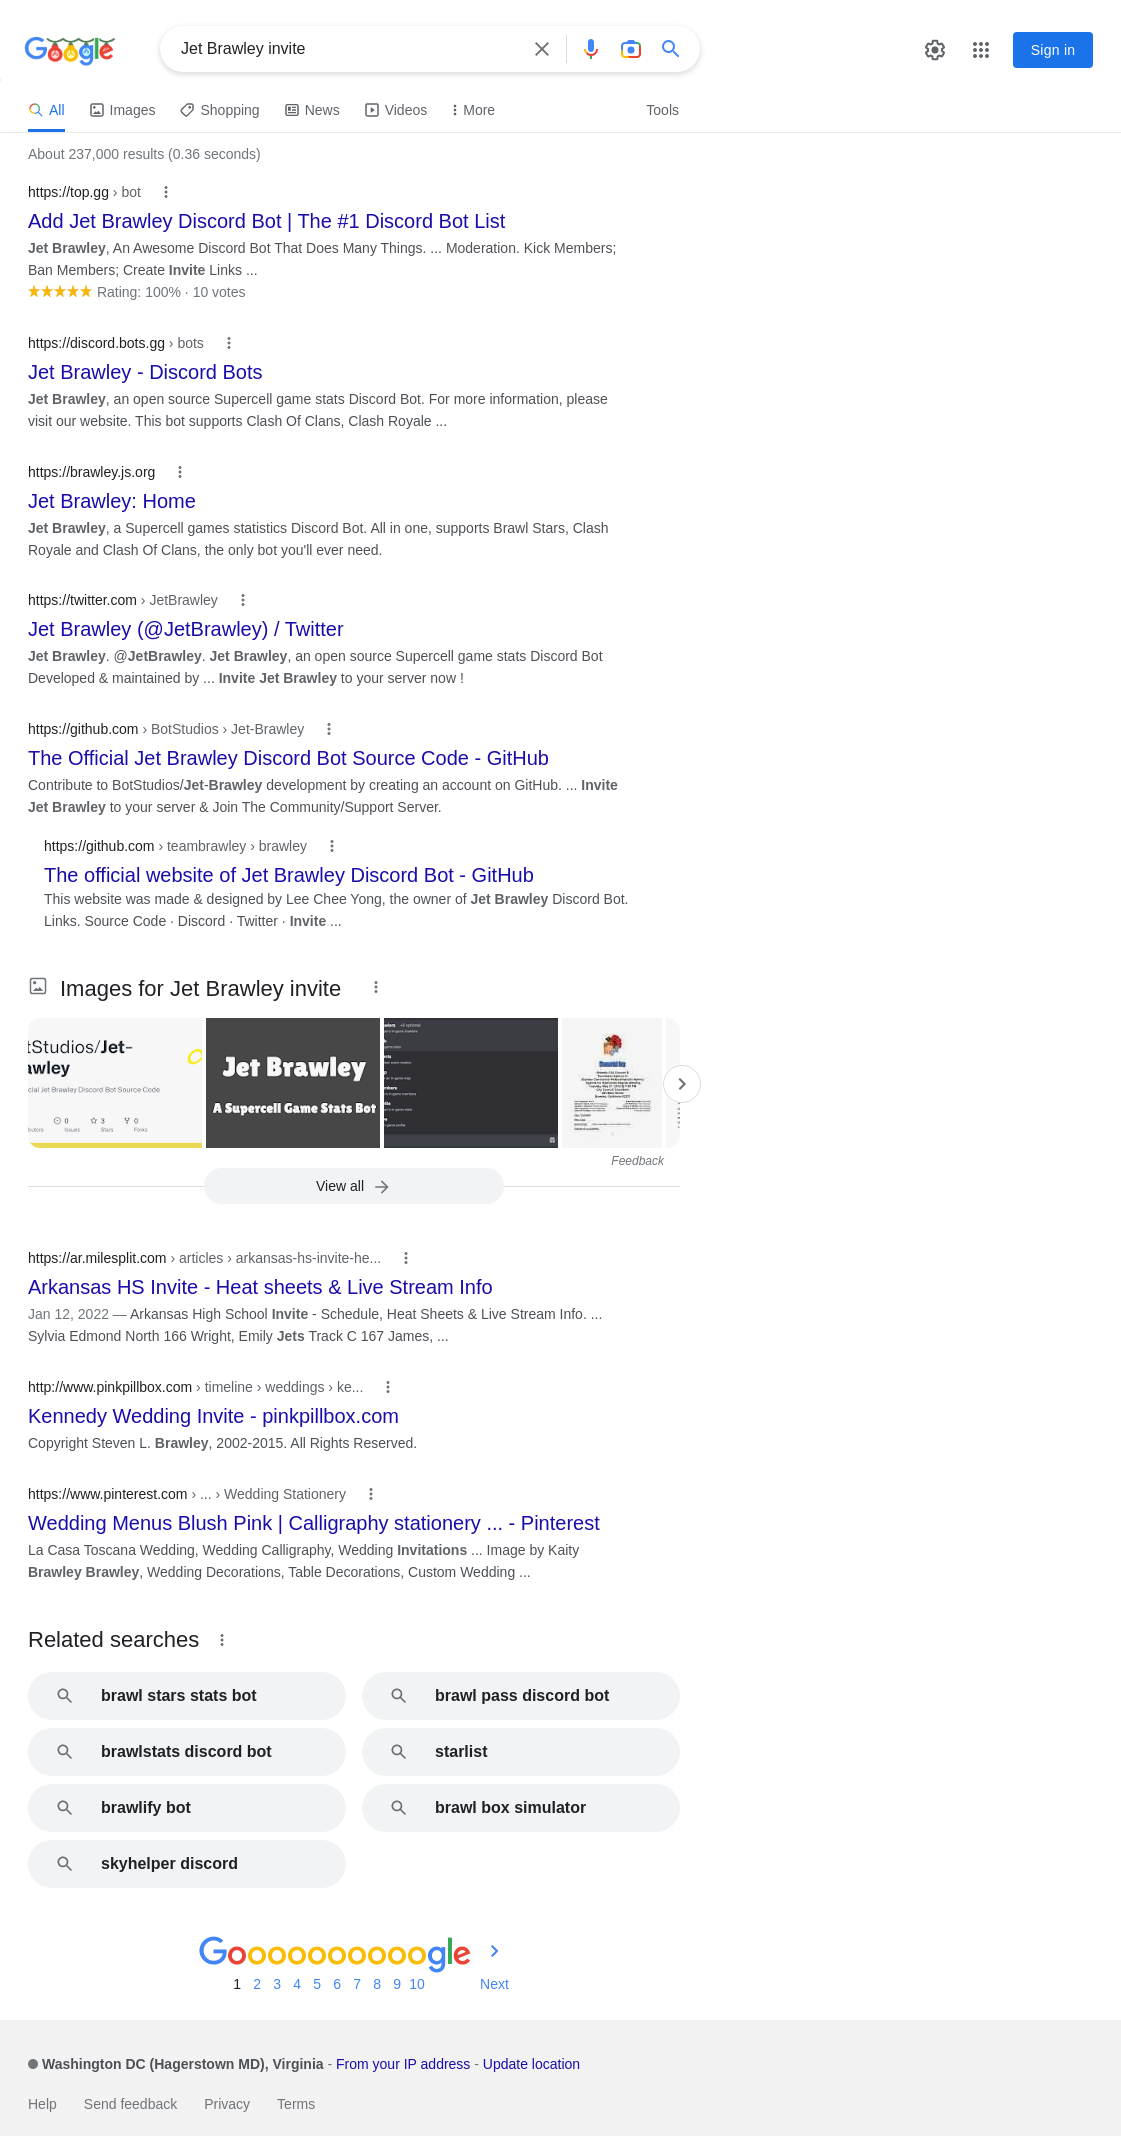 Google
Jet Brawley invite
Sign in
All
Images
Shopping
News
Videos
More
Tools
About 237,000 results (0.36 seconds)
https://top.gg › bot
Add Jet Brawley Discord Bot | The #1 Discord Bot List
Jet Brawley, An Awesome Discord Bot That Does Many Things. ... Moderation. Kick Members;
Ban Members; Create Invite Links ...
Rating: 100% · 10 votes
https://discord.bots.gg › bots
Jet Brawley - Discord Bots
Jet Brawley, an open source Supercell game stats Discord Bot. For more information, please
visit our website. This bot supports Clash Of Clans, Clash Royale ...
https://brawley.js.org
Jet Brawley: Home
Jet Brawley, a Supercell games statistics Discord Bot. All in one, supports Brawl Stars, Clash
Royale and Clash Of Clans, the only bot you'll ever need.
https://twitter.com › JetBrawley
Jet Brawley (@JetBrawley) / Twitter
Jet Brawley. @JetBrawley. Jet Brawley, an open source Supercell game stats Discord Bot
Developed & maintained by ... Invite Jet Brawley to your server now !
https://github.com › BotStudios › Jet-Brawley
The Official Jet Brawley Discord Bot Source Code - GitHub
Contribute to BotStudios/Jet-Brawley development by creating an account on GitHub. ... Invite
Jet Brawley to your server & Join The Community/Support Server.
https://github.com › teambrawley › brawley
The official website of Jet Brawley Discord Bot - GitHub
This website was made & designed by Lee Chee Yong, the owner of Jet Brawley Discord Bot.
Links. Source Code · Discord · Twitter · Invite ...
Images for Jet Brawley invite
tStudios/Jet-
awley
cial Jet Brawley Discord Bot Source Code
0 0 3 0
Issues Stars Forks
Jet Brawley
A Supercell Game Stats Bot
Feedback
View all
https://ar.milesplit.com › articles › arkansas-hs-invite-he...
Arkansas HS Invite - Heat sheets & Live Stream Info
Jan 12, 2022 — Arkansas High School Invite - Schedule, Heat Sheets & Live Stream Info. ...
Sylvia Edmond North 166 Wright, Emily Jets Track C 167 James, ...
http://www.pinkpillbox.com › timeline › weddings › ke...
Kennedy Wedding Invite - pinkpillbox.com
Copyright Steven L. Brawley, 2002-2015. All Rights Reserved.
https://www.pinterest.com › ... › Wedding Stationery
Wedding Menus Blush Pink | Calligraphy stationery ... - Pinterest
La Casa Toscana Wedding, Wedding Calligraphy, Wedding Invitations ... Image by Kaity
Brawley Brawley, Wedding Decorations, Table Decorations, Custom Wedding ...
Related searches
brawl stars stats bot
brawl pass discord bot
brawlstats discord bot
starlist
brawlify bot
brawl box simulator
skyhelper discord
Goooooooooogle
1 2 3 4 5 6 7 8 9 10 Next
Washington DC (Hagerstown MD), Virginia - From your IP address - Update location
Help Send feedback Privacy Terms